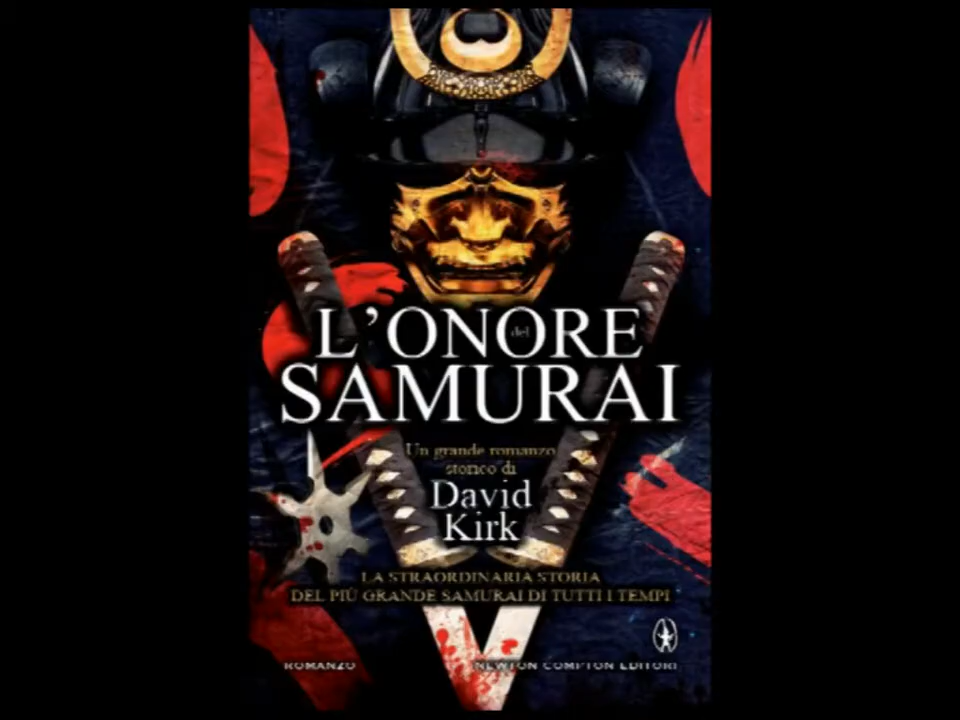 L'ONORE
del
SAMURAI
Un grande romanzo
storico di
David
Kirk
LA STRAORDINARIA STORIA
DEL PIÙ GRANDE SAMURAI DI TUTTI I TEMPI
ROMANZO
NEWTON COMPTON EDITORI